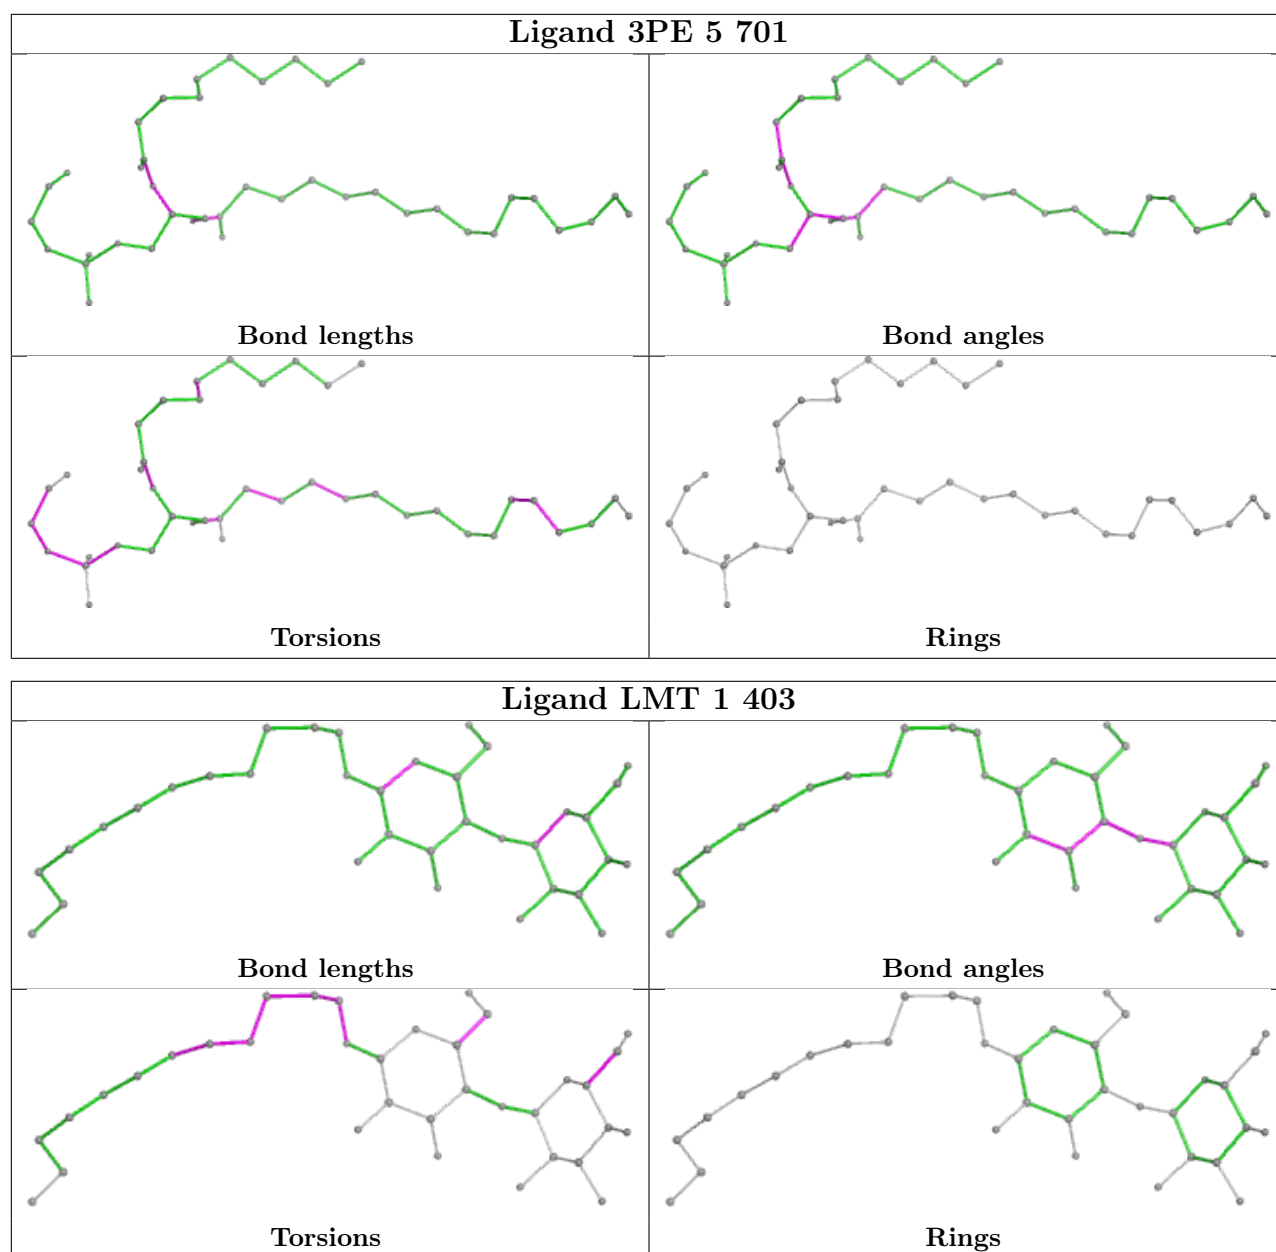 Ligand 3PE 5 701
Bond lengths
Bond angles
Torsions
Rings
Ligand LMT 1 403
Bond lengths
Bond angles
Torsions
Rings